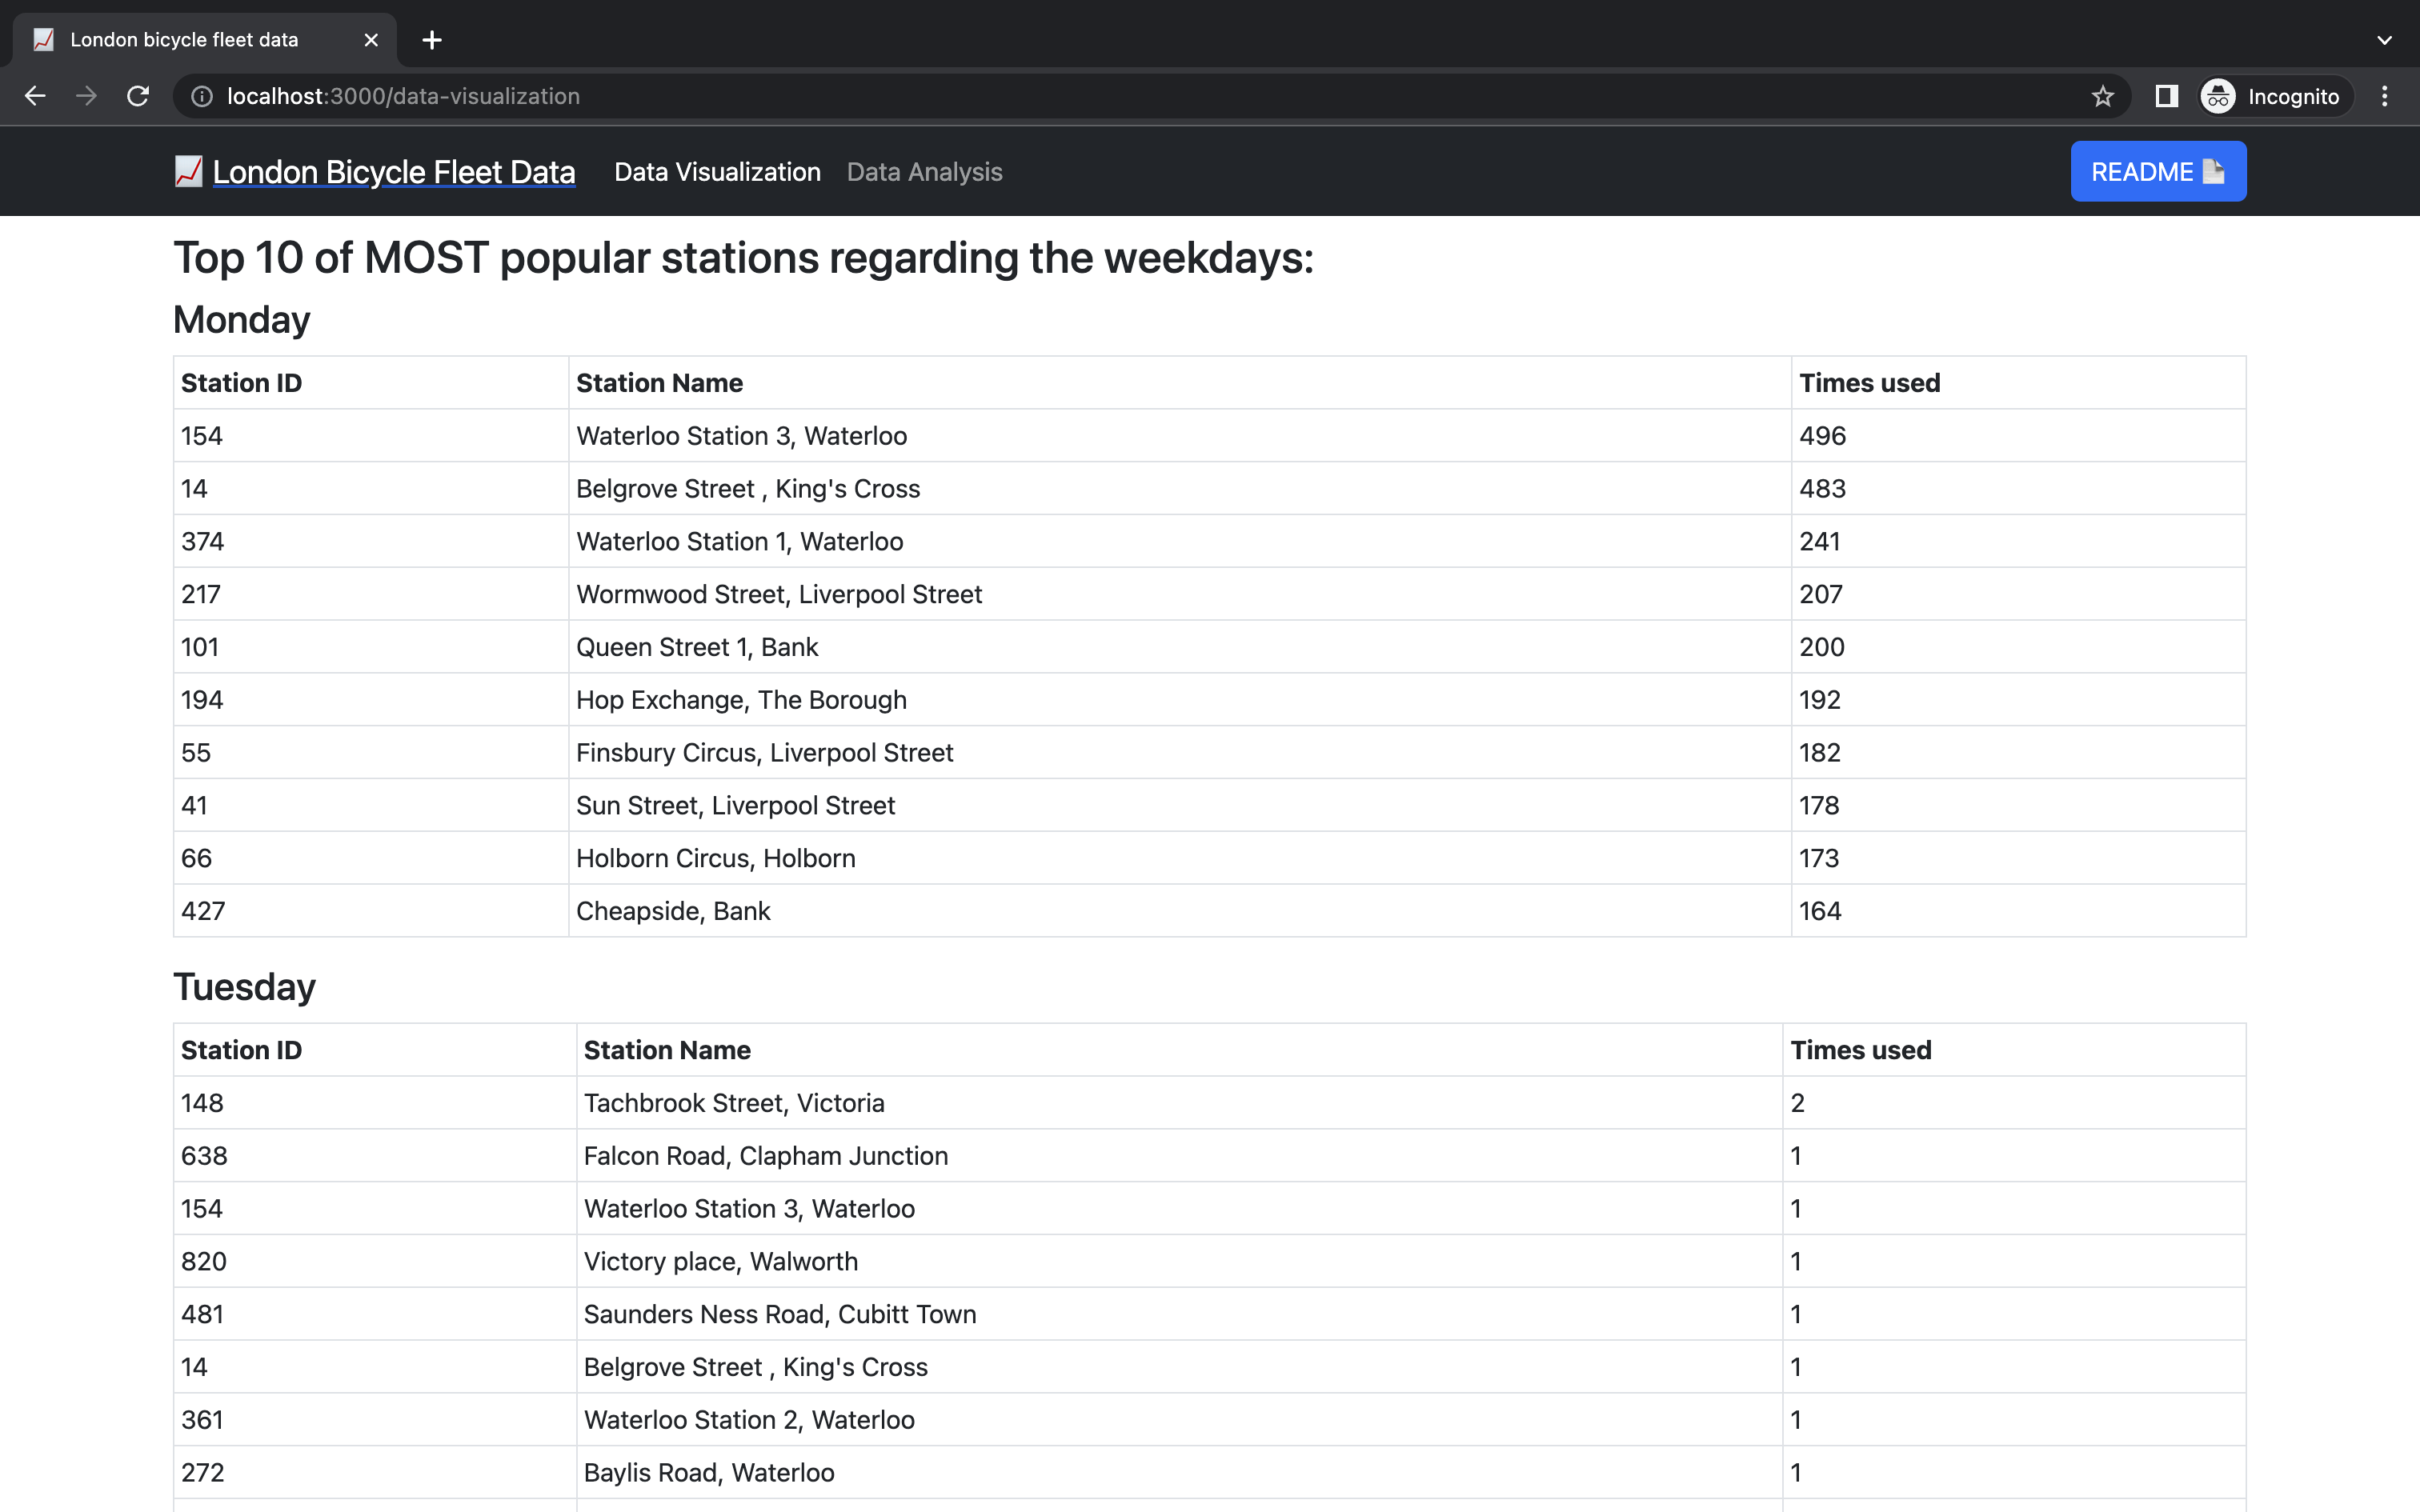 London bicycle fleet data
localhost:3000/data-visualization
Incognito
London Bicycle Fleet Data Data Visualization Data Analysis README
Top 10 of MOST popular stations regarding the weekdays:
Monday
Station ID Station Name Times used
154 Waterloo Station 3, Waterloo 496
14 Belgrove Street , King's Cross 483
374 Waterloo Station 1, Waterloo 241
217 Wormwood Street, Liverpool Street 207
101 Queen Street 1, Bank 200
194 Hop Exchange, The Borough 192
55 Finsbury Circus, Liverpool Street 182
41 Sun Street, Liverpool Street 178
66 Holborn Circus, Holborn 173
427 Cheapside, Bank 164
Tuesday
Station ID Station Name Times used
148 Tachbrook Street, Victoria 2
638 Falcon Road, Clapham Junction 1
154 Waterloo Station 3, Waterloo 1
820 Victory place, Walworth 1
481 Saunders Ness Road, Cubitt Town 1
14 Belgrove Street , King's Cross 1
361 Waterloo Station 2, Waterloo 1
272 Baylis Road, Waterloo 1